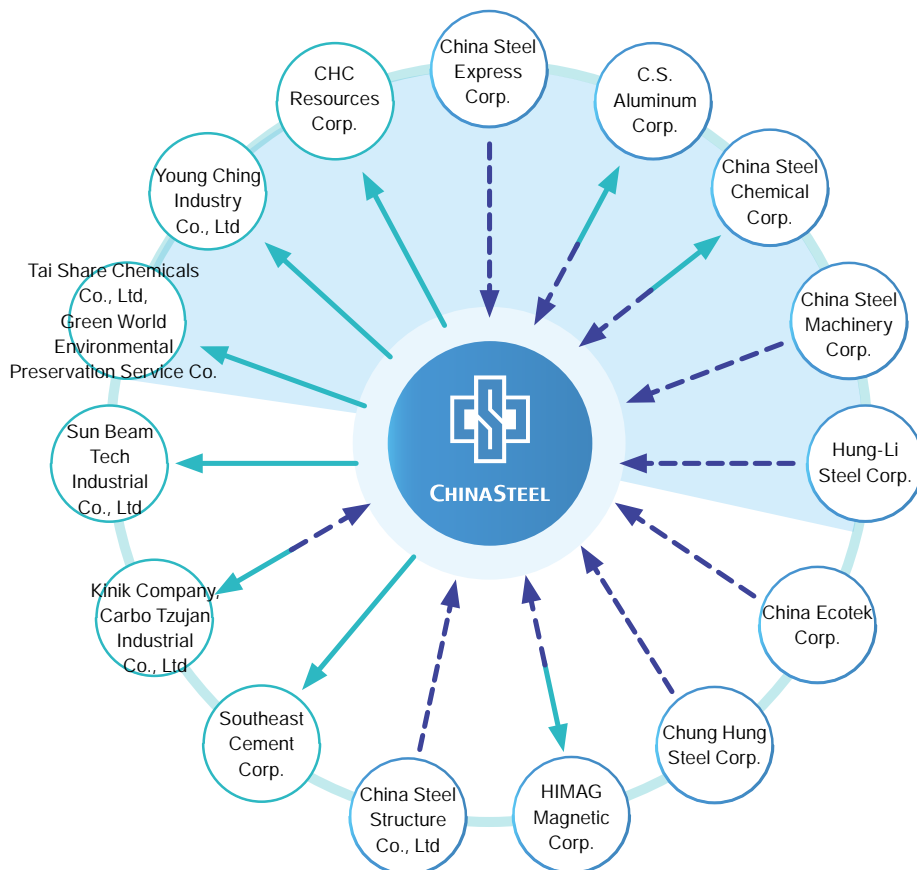 China Steel
Express
Corp.
C.S.
Aluminum
Corp.
China Steel
Chemical
Corp.
China Steel
Machinery
Corp.
Hung-Li
Steel Corp.
China Ecotek
Corp.
Chung Hung
Steel Corp.
HIMAG
Magnetic
Corp.
China Steel
Structure
Co., Ltd
Southeast
Cement
Corp.
Kinik Company,
Carbo Tzujan
Industrial
Co., Ltd
Sun Beam
Tech
Industrial
Co., Ltd
Tai Share Chemicals
Co., Ltd,
Green World
Environmental
Preservation Service Co.
Young Ching
Industry
Co., Ltd
CHC
Resources
Corp.
CHINASTEEL